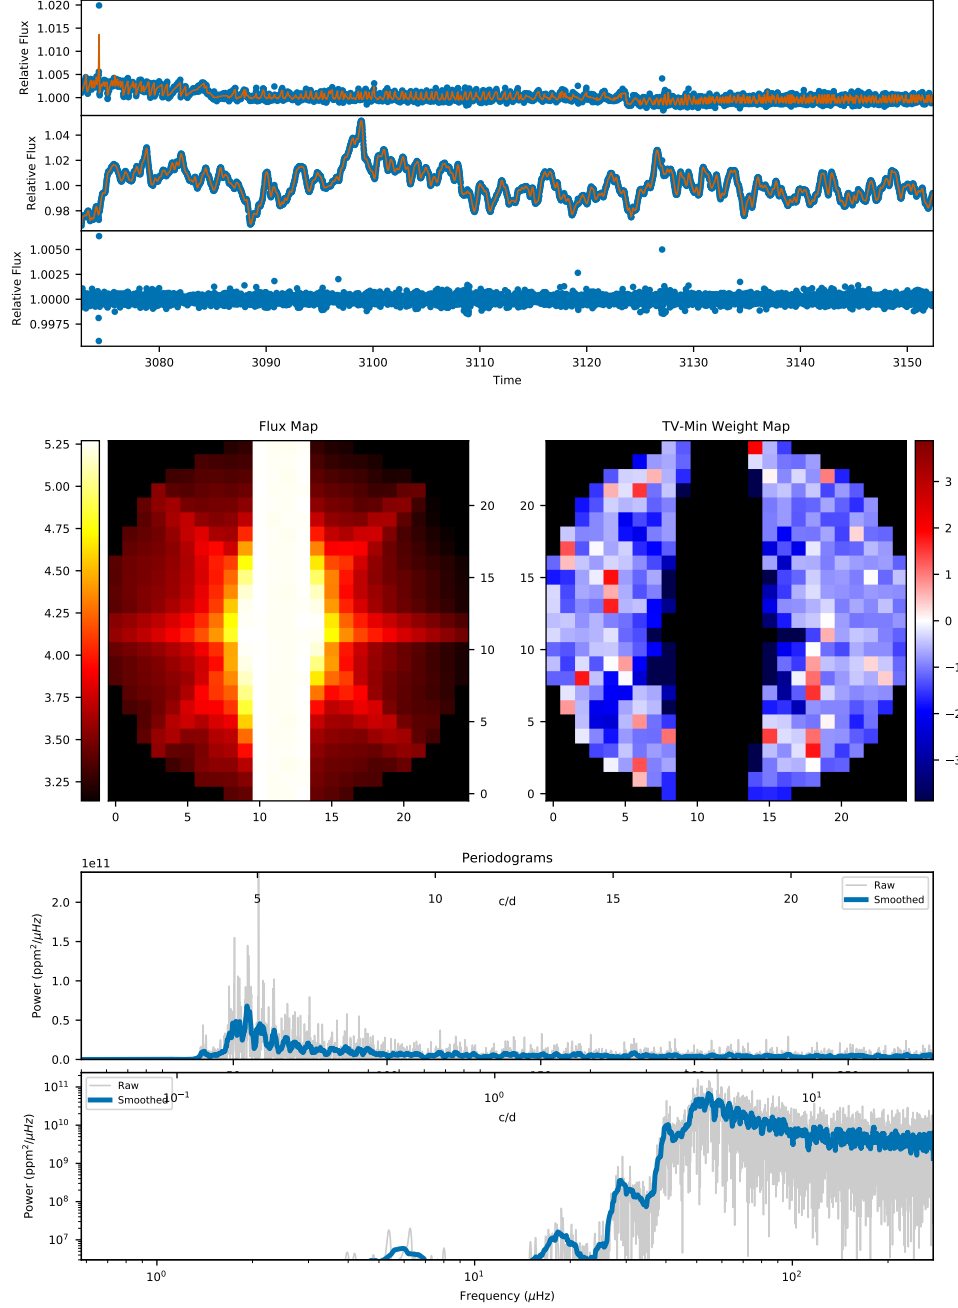 1.020
1.015
1.010
1.005
1.000
Relative Flux
1.04
1.02
1.00
0.98
Relative Flux
1.0050
1.0025
1.0000
0.9975
Relative Flux
3080 3090 3100 3110 3120 3130 3140 3150
Time
Flux Map
TV-Min Weight Map
5.25
5.00
4.75
4.50
4.25
4.00
3.75
3.50
3.25
20
15
10
5
0
0 5 10 15 20
20
15
10
5
0
0 5 10 15 20
3
2
1
0
−1
−2
−3
Periodograms
1e11
2.0
1.5
1.0
0.5
0.0
Power (ppm²/μHz)
5 10 15 20
c/d
Raw
Smoothed
10⁻¹ 10⁰ 10¹
c/d
Raw
Smoothed
10¹¹
10¹⁰
10⁹
10⁸
10⁷
Power (ppm²/μHz)
10⁰ 10¹ 10²
Frequency (μHz)